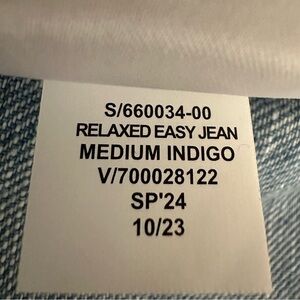 S/660034-00
RELAXED EASY JEAN
MEDIUM INDIGO
V/700028122
SP'24
10/23